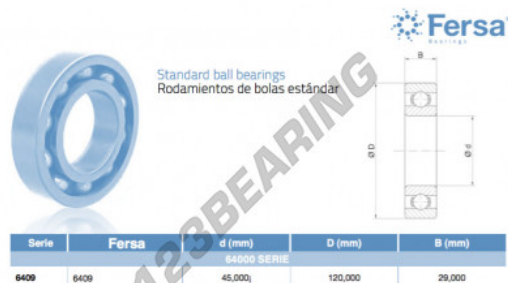 Fersa
Bearings
Standard ball bearings
Rodamientos de bolas estándar
B
Ø D
Ø d
123BEARING
Serie Fersa d (mm) D (mm) B (mm)
64000 SERIE
6409 6409 45,000 120,000 29,000